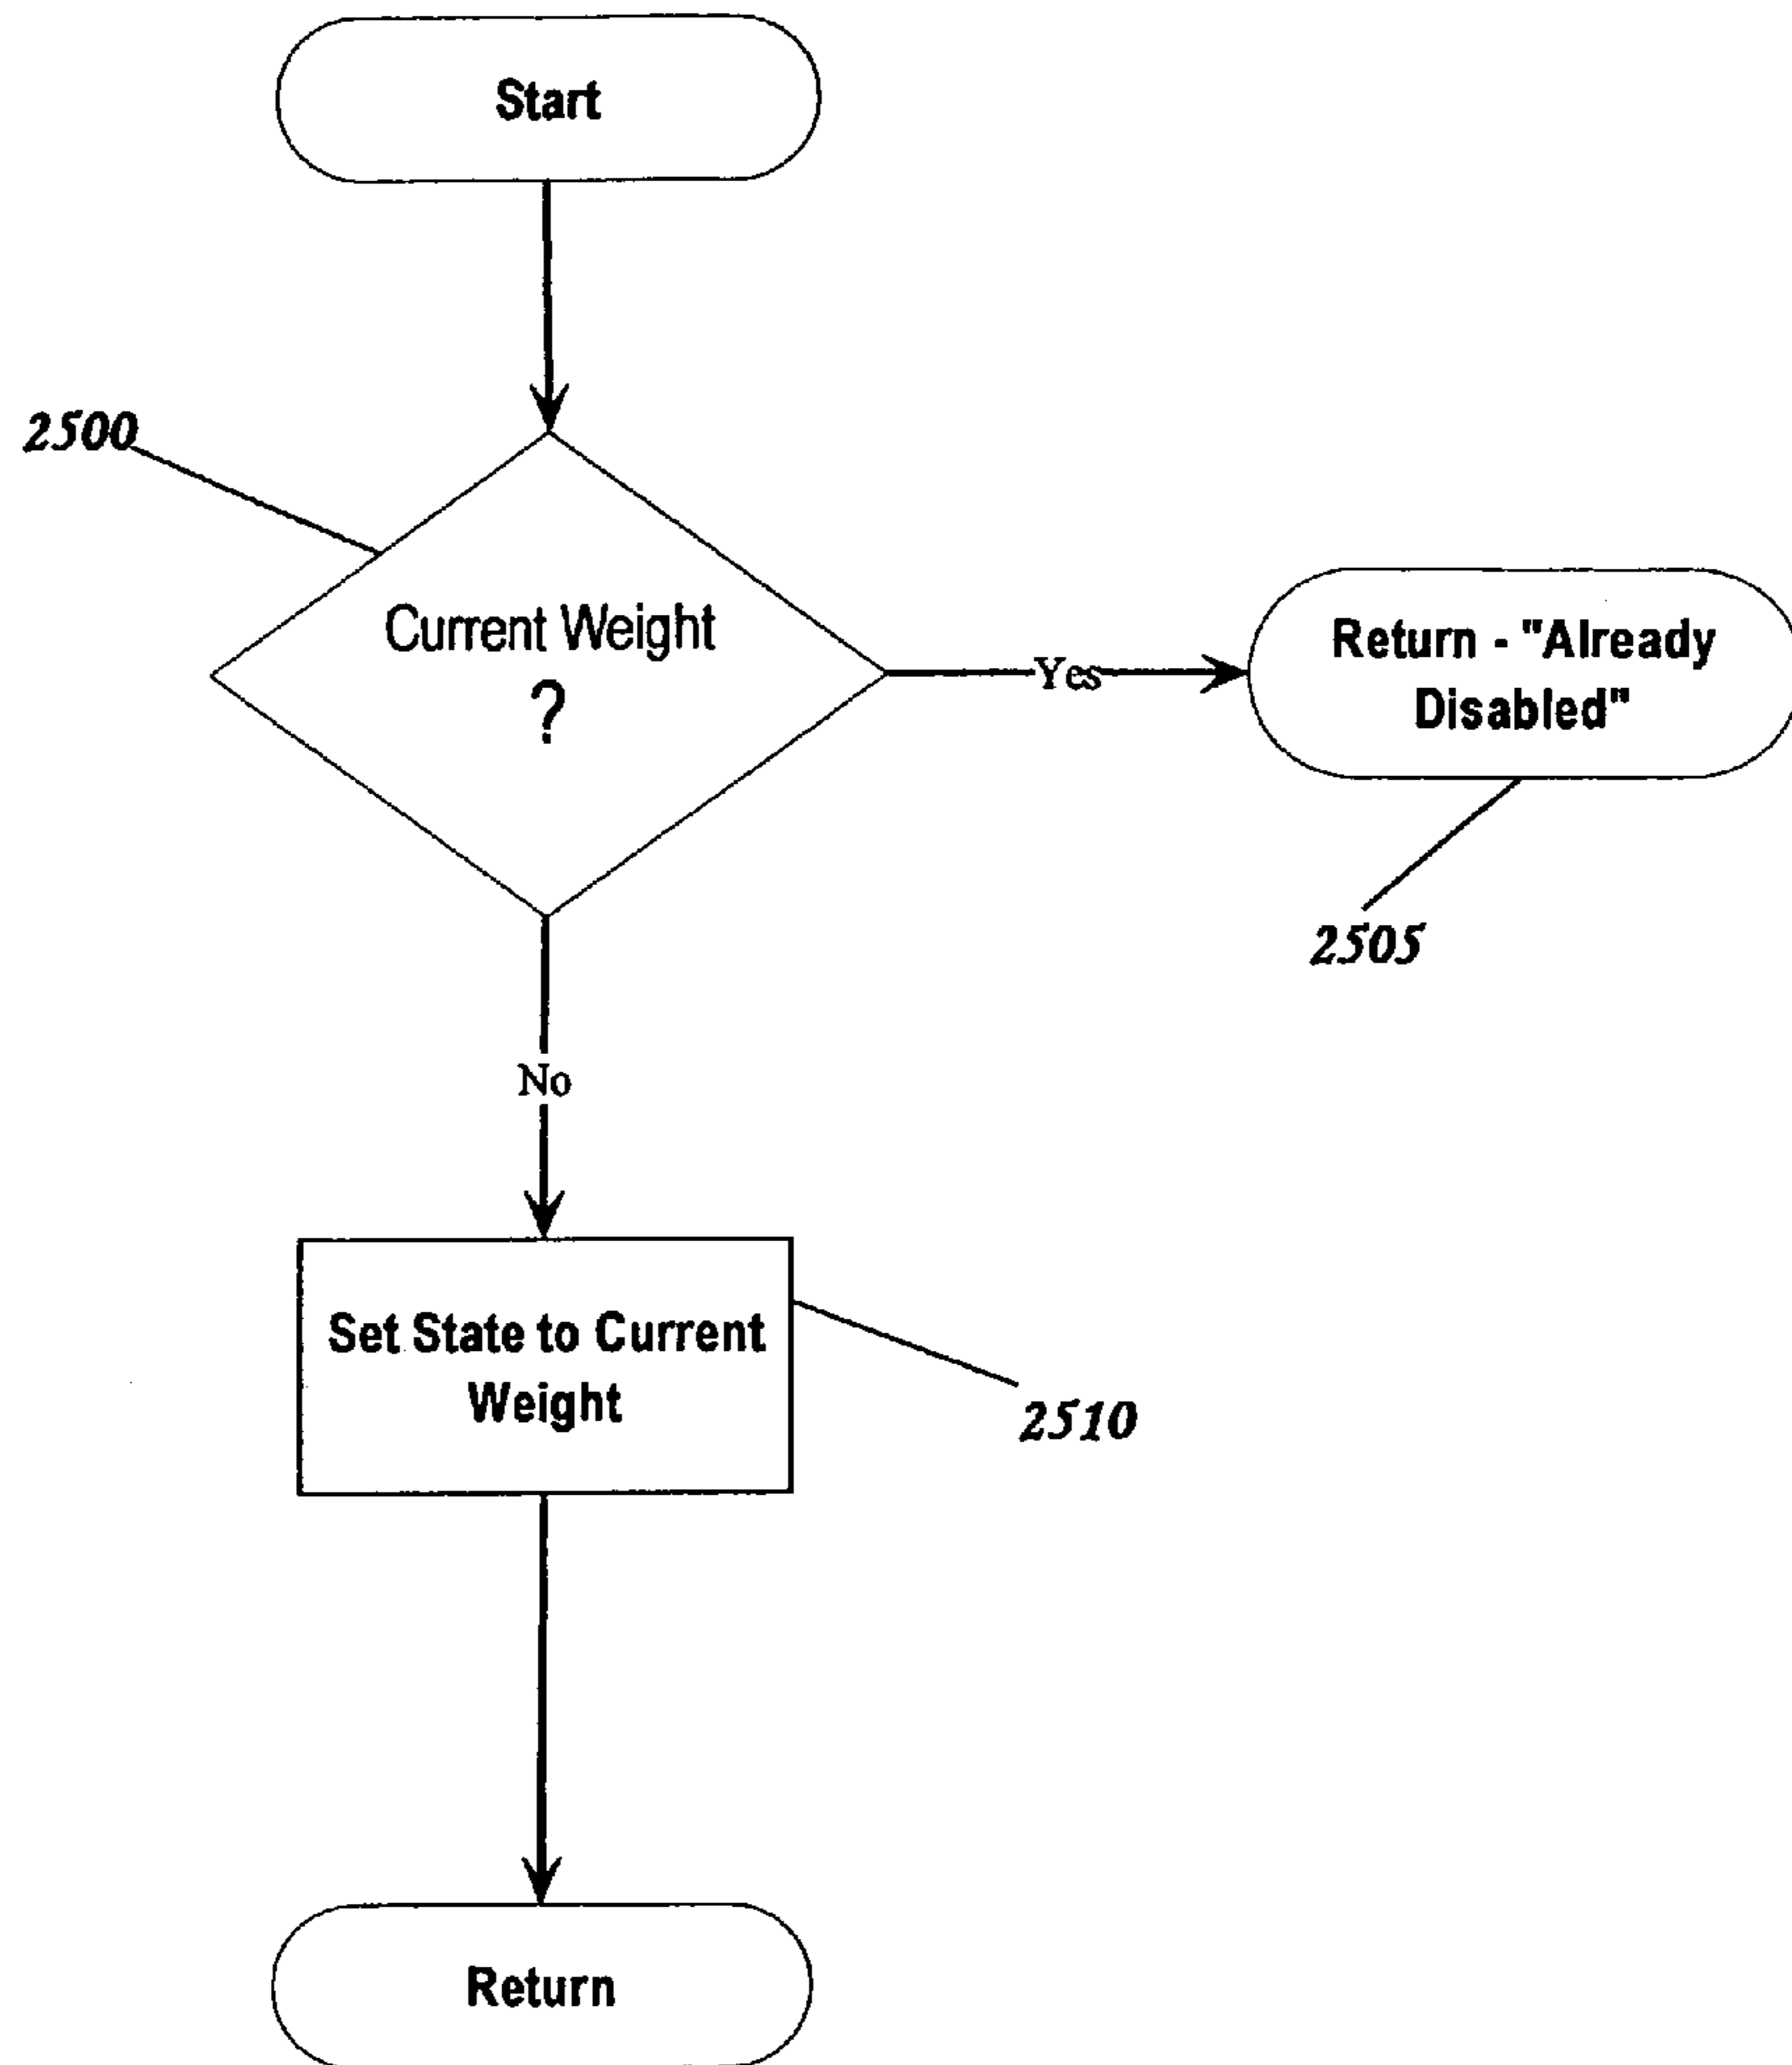 Start
2500
Current Weight
?
Yes
Return - "Already
Disabled"
2505
No
Set State to Current
Weight
2510
Return